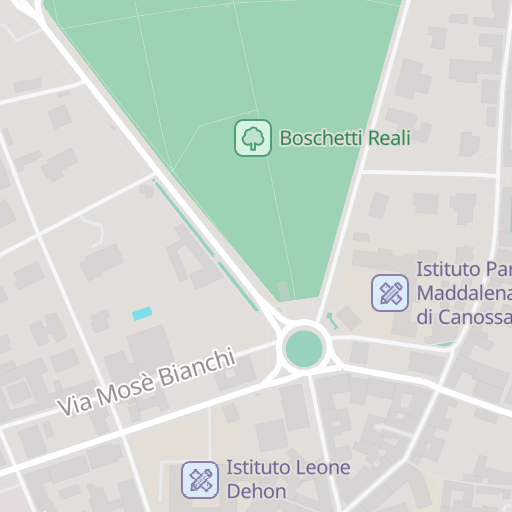 Boschetti Reali
Istituto Par
Maddalena
di Canossa
Via Mosè Bianchi
Istituto Leone
Dehon